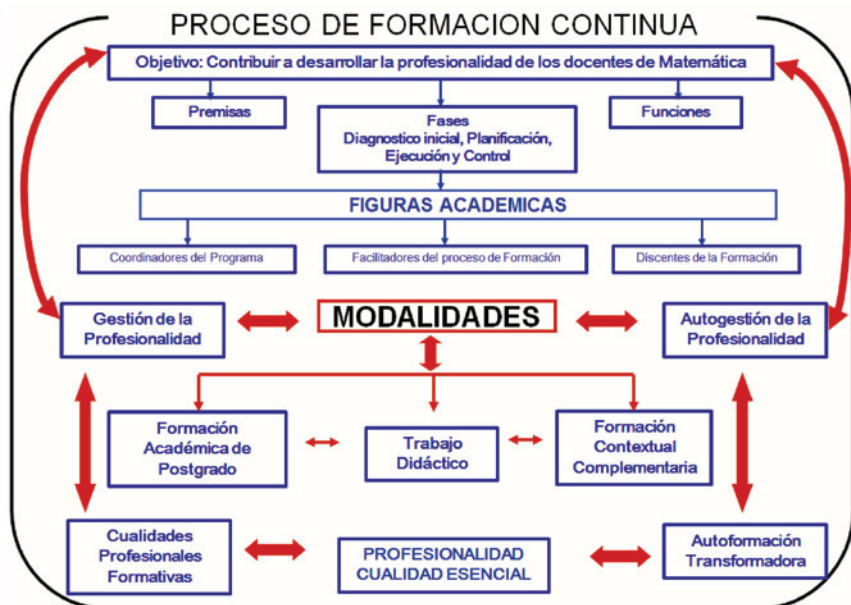 PROCESO DE FORMACION CONTINUA
Objetivo: Contribuir a desarrollar la profesionalidad de los docentes de Matemática
Premisas
Fases
Diagnostico inicial, Planificación,
Ejecución y Control
Funciones
FIGURAS ACADEMICAS
Coordinadores del Programa
Facilitadores del proceso de Formación
Discentes de la Formación
Gestión de la
Profesionalidad
MODALIDADES
Autogestión de la
Profesionalidad
Formación
Académica de
Postgrado
Trabajo
Didáctico
Formación
Contextual
Complementaria
Cualidades
Profesionales
Formativas
PROFESIONALIDAD
CUALIDAD ESENCIAL
Autoformación
Transformadora